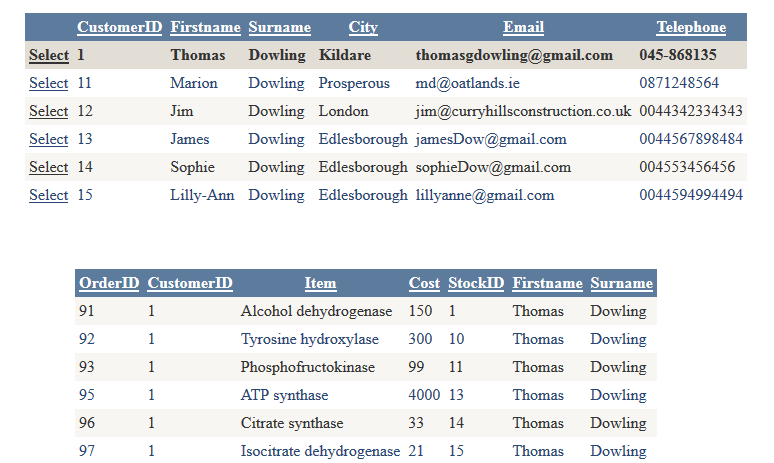 CustomerID Firstname Surname City Email Telephone
Select 1 Thomas Dowling Kildare thomasgdowling@gmail.com 045-868135
Select 11 Marion Dowling Prosperous md@oatlands.ie 0871248564
Select 12 Jim Dowling London jim@curryhillsconstruction.co.uk 0044342334343
Select 13 James Dowling Edlesborough jamesDow@gmail.com 0044567898484
Select 14 Sophie Dowling Edlesborough sophieDow@gmail.com 004553456456
Select 15 Lilly-Ann Dowling Edlesborough lillyanne@gmail.com 0044594994494
OrderID CustomerID Item Cost StockID Firstname Surname
91 1 Alcohol dehydrogenase 150 1 Thomas Dowling
92 1 Tyrosine hydroxylase 300 10 Thomas Dowling
93 1 Phosphofructokinase 99 11 Thomas Dowling
95 1 ATP synthase 4000 13 Thomas Dowling
96 1 Citrate synthase 33 14 Thomas Dowling
97 1 Isocitrate dehydrogenase 21 15 Thomas Dowling